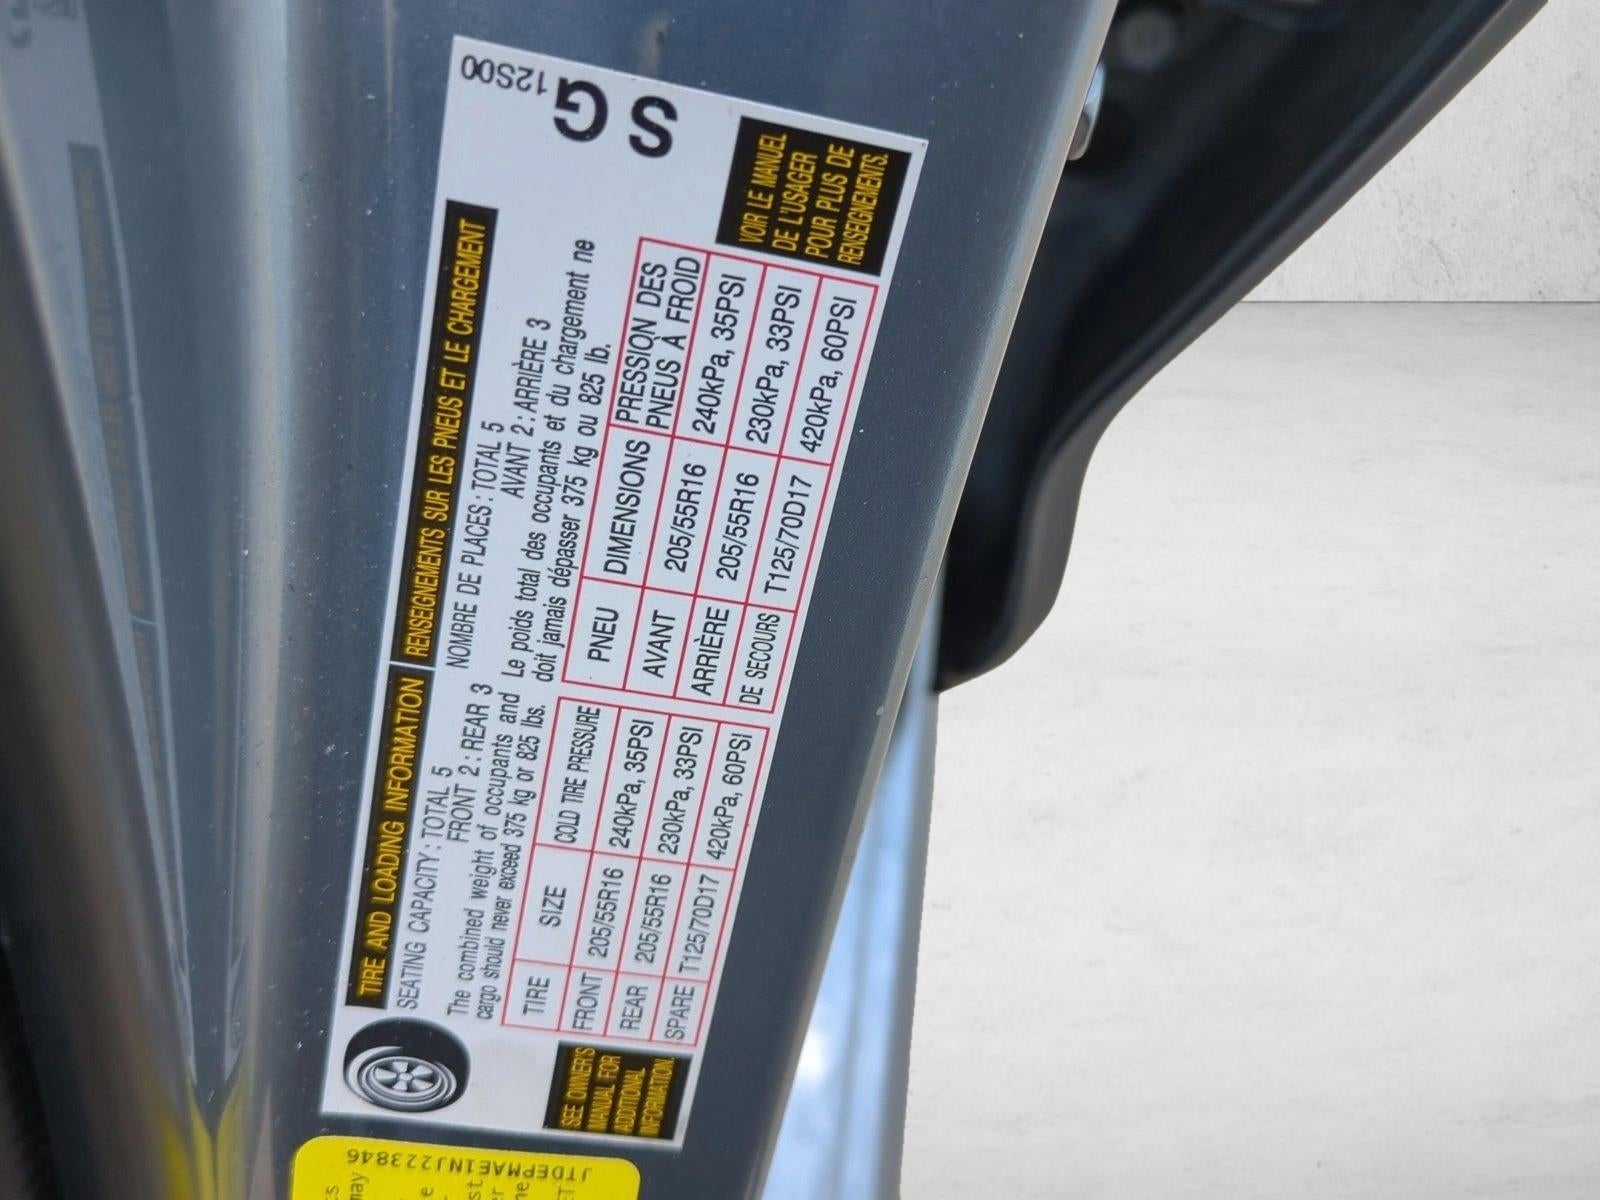 TIRE AND LOADING INFORMATION
RENSEIGNEMENTS SUR LES PNEUS ET LE CHARGEMENT
SEATING CAPACITY : TOTAL 5
FRONT 2 : REAR 3
The combined weight of occupants and
cargo should never exceed 375 kg or 825 lbs.
NOMBRE DE PLACES : TOTAL 5
AVANT 2 : ARRIÈRE 3
Le poids total des occupants et du chargement ne
doit jamais dépasser 375 kg ou 825 lb.
TIRE SIZE COLD TIRE PRESSURE
FRONT 205/55R16 240kPa, 35PSI
REAR 205/55R16 230kPa, 33PSI
SPARE T125/70D17 420kPa, 60PSI
PNEU DIMENSIONS PRESSION DES
PNEUS À FROID
AVANT 205/55R16 240kPa, 35PSI
ARRIÈRE 205/55R16 230kPa, 33PSI
DE SECOURS T125/70D17 420kPa, 60PSI
SEE OWNER'S
MANUAL FOR
ADDITIONAL
INFORMATION.
VOIR LE MANUEL
DE L'USAGER
POUR PLUS DE
RENSEIGNEMENTS.
12S00
G
S
JTDEPMAE1NJ223846
may